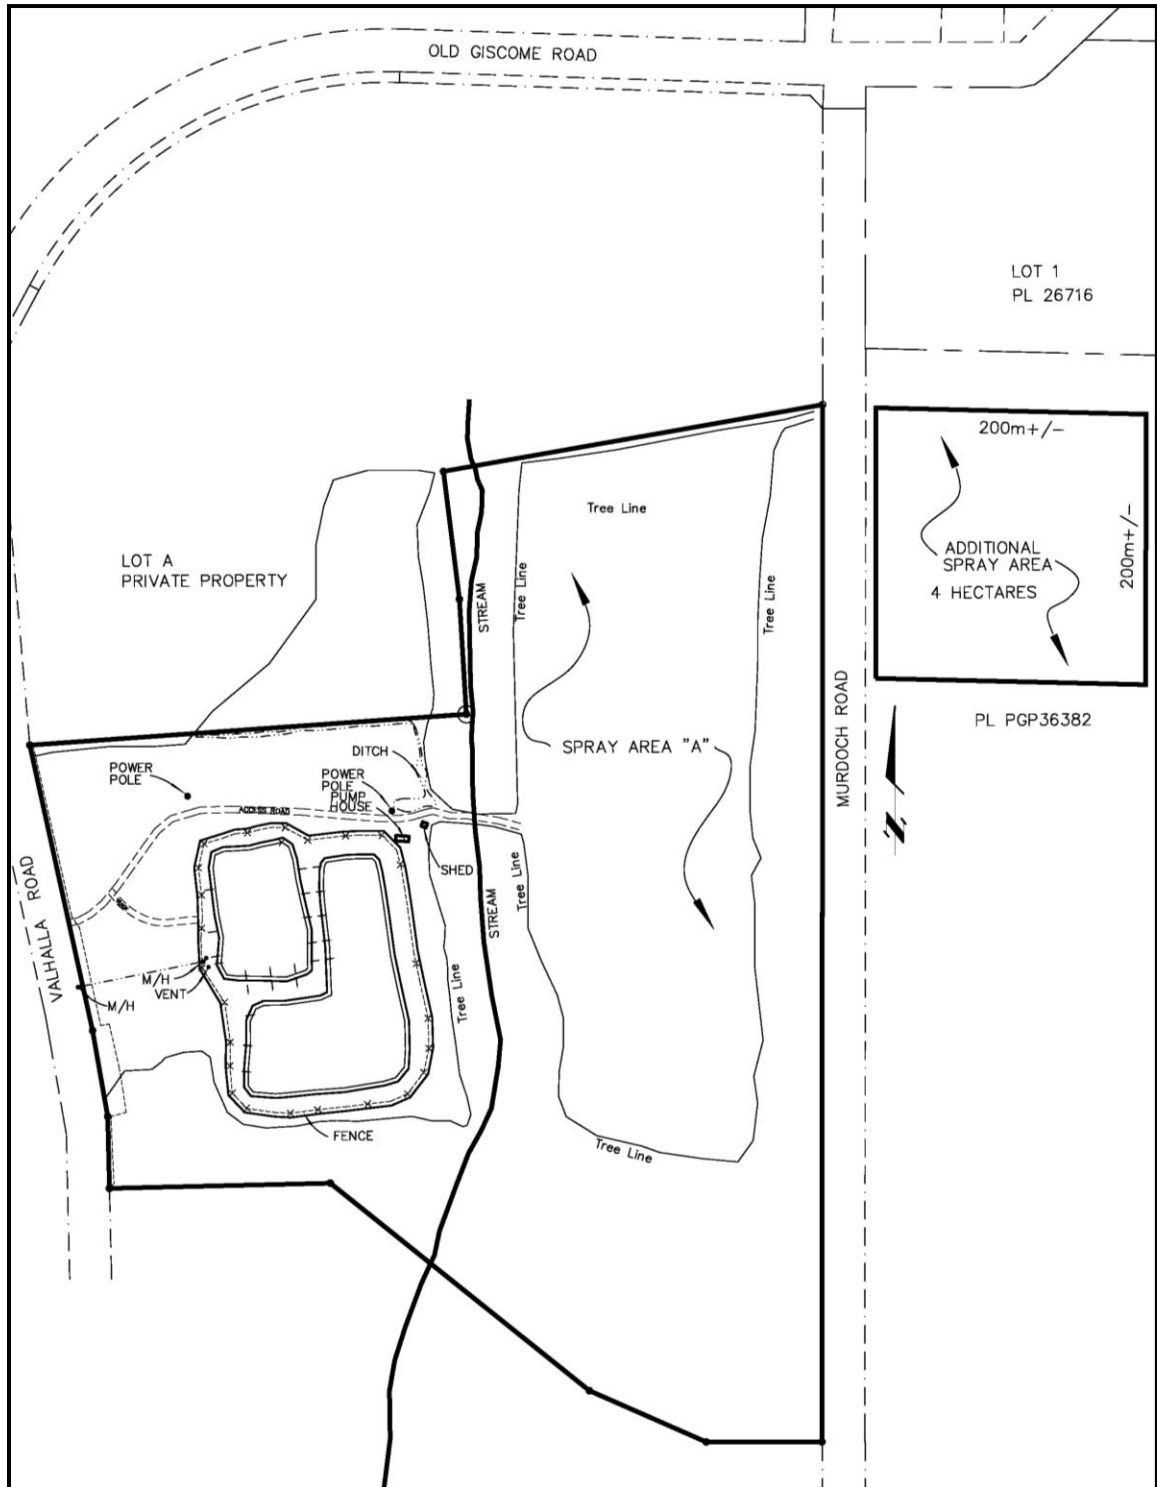 OLD GISCOME ROAD
LOT 1
PL 26716
200m+/-
Tree Line
200m+/-
ADDITIONAL
SPRAY AREA
4 HECTARES
LOT A
PRIVATE PROPERTY
STREAM
Tree Line
Tree Line
MURDOCH ROAD
PL PGP36382
SPRAY AREA "A"
DITCH
POWER
POLE
POWER
POLE
PUMP
HOUSE
ACCESS ROAD
N
SHED
VALHALLA ROAD
Tree Line
STREAM
M/H
VENT
M/H
Tree Line
FENCE
Tree Line